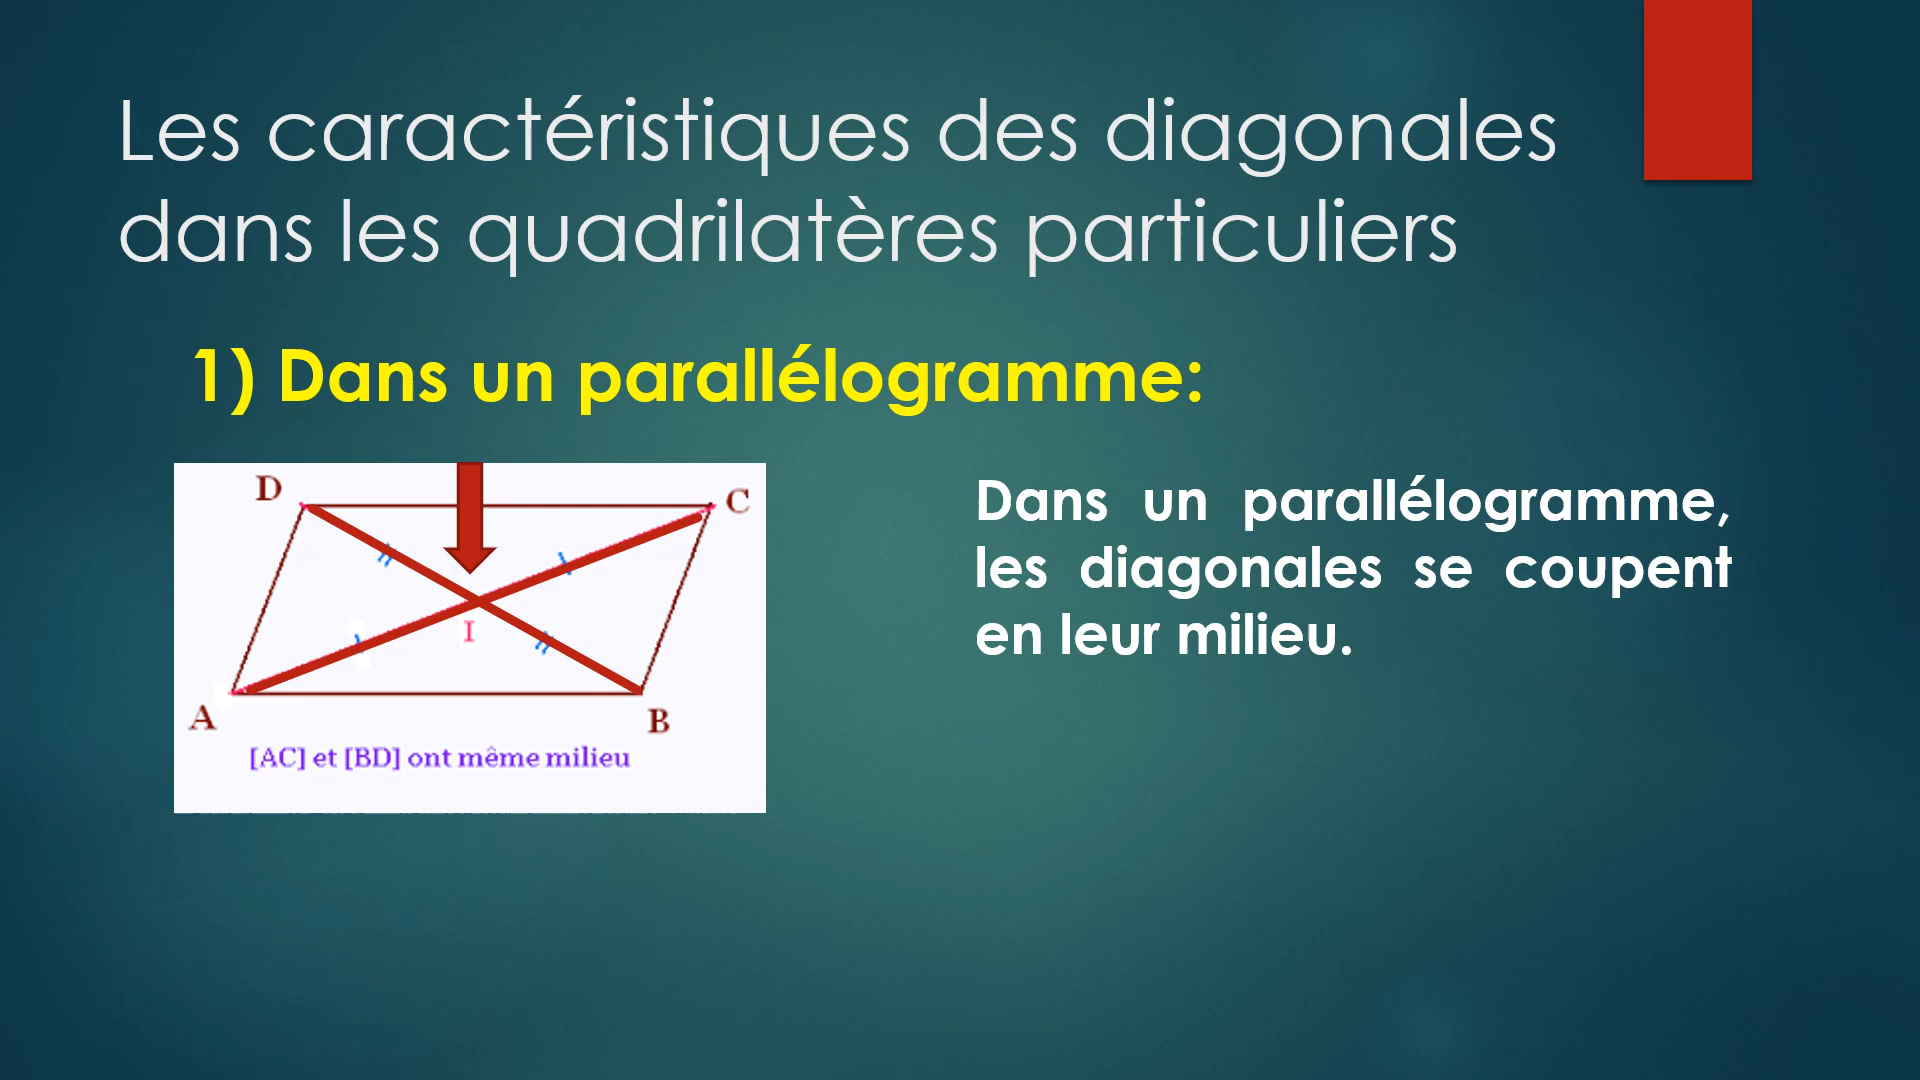 Les caractéristiques des diagonales
dans les quadrilatères particuliers
1) Dans un parallélogramme:
D
C
I
A
B
[AC] et [BD] ont même milieu
Dans un parallélogramme,
les diagonales se coupent
en leur milieu.